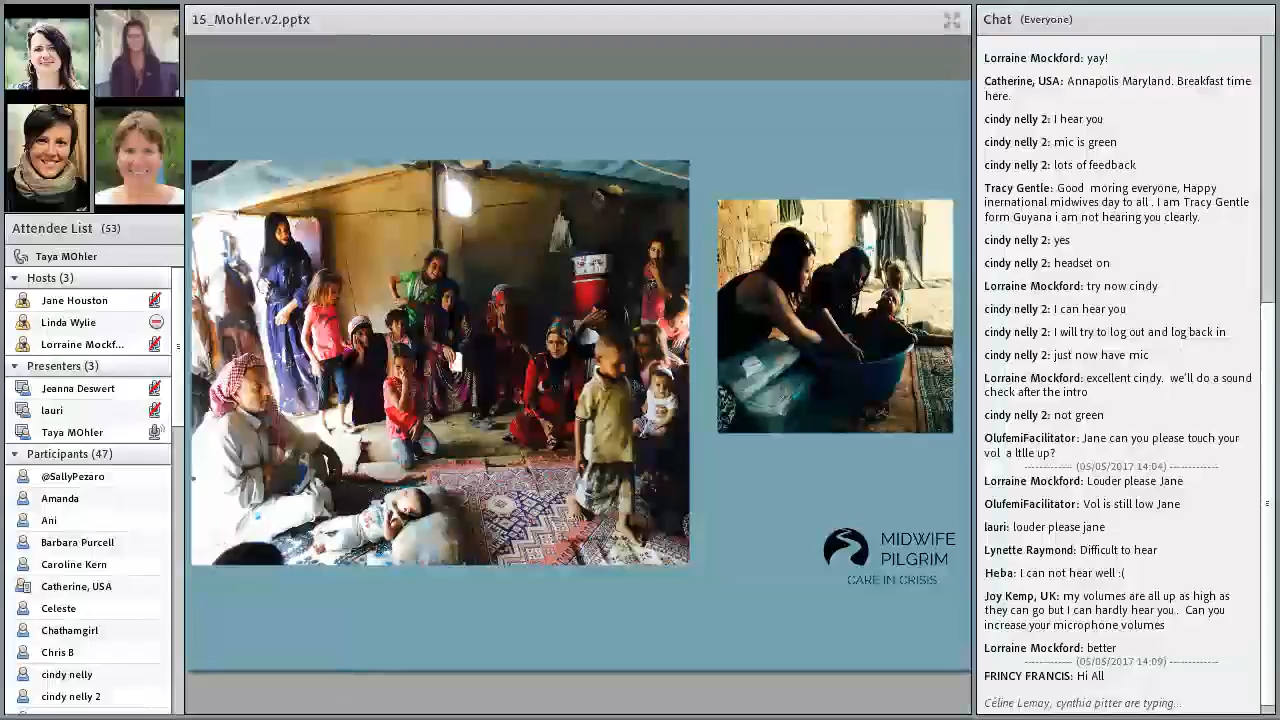 15_Mohler.v2.pptx
Attendee List (53)
Taya MOhler
Hosts (3)
Jane Houston
Linda Wylie
Lorraine Mockf...
Presenters (3)
Jeanna Deswert
lauri
Taya MOhler
Participants (47)
@SallyPezaro
Amanda
Ani
Barbara Purcell
Caroline Kern
Catherine, USA
Celeste
Chathamgirl
Chris B
cindy nelly
cindy nelly 2
MIDWIFE
PILGRIM
CARE IN CRISIS
Chat (Everyone)
Lorraine Mockford: yay!
Catherine, USA: Annapolis Maryland. Breakfast time
here.
cindy nelly 2: I hear you
cindy nelly 2: mic is green
cindy nelly 2: lots of feedback
Tracy Gentle: Good moring everyone, Happy
inernational midwives day to all . I am Tracy Gentle
form Guyana i am not hearing you clearly.
cindy nelly 2: yes
cindy nelly 2: headset on
Lorraine Mockford: try now cindy
cindy nelly 2: I can hear you
cindy nelly 2: I will try to log out and log back in
cindy nelly 2: just now have mic
Lorraine Mockford: excellent cindy. we'll do a sound
check after the intro
cindy nelly 2: not green
OlufemiFacilitator: Jane can you please touch your
vol a ltlle up?
------------ (05/05/2017 14:04) ------------
Lorraine Mockford: Louder please Jane
OlufemiFacilitator: Vol is still low Jane
lauri: louder please jane
Lynette Raymond: Difficult to hear
Heba: I can not hear well :(
Joy Kemp, UK: my volumes are all up as high as
they can go but I can hardly hear you.. Can you
increase your microphone volumes
Lorraine Mockford: better
------------ (05/05/2017 14:09) ------------
FRINCY FRANCIS: Hi All
Céline Lemay, cynthia pitter are typing...